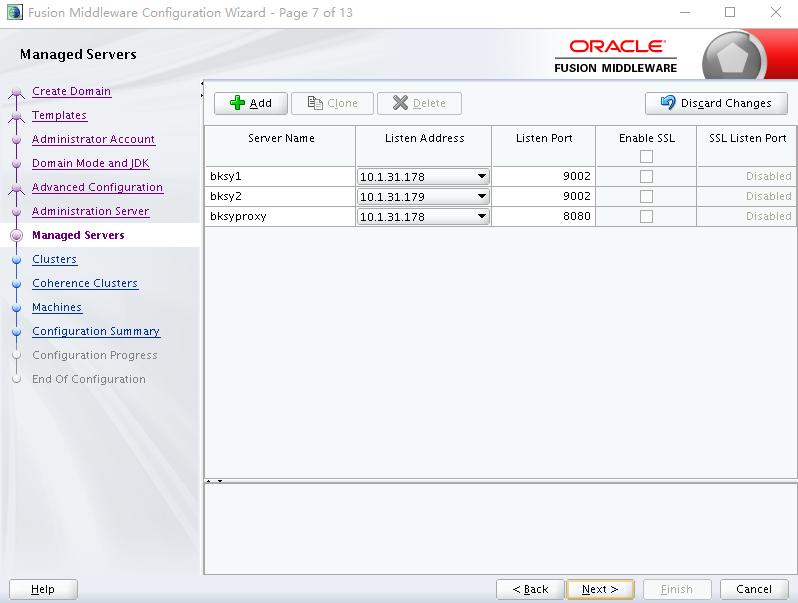 Fusion Middleware Configuration Wizard - Page 7 of 13
Managed Servers
ORACLE
FUSION MIDDLEWARE
Create Domain
Templates
Administrator Account
Domain Mode and JDK
Advanced Configuration
Administration Server
Managed Servers
Clusters
Coherence Clusters
Machines
Configuration Summary
Configuration Progress
End Of Configuration
Add Clone Delete Discard Changes
Server Name Listen Address Listen Port Enable SSL SSL Listen Port
bksy1 10.1.31.178 9002 Disabled
bksy2 10.1.31.179 9002 Disabled
bksyproxy 10.1.31.178 8080 Disabled
Help < Back Next > Finish Cancel